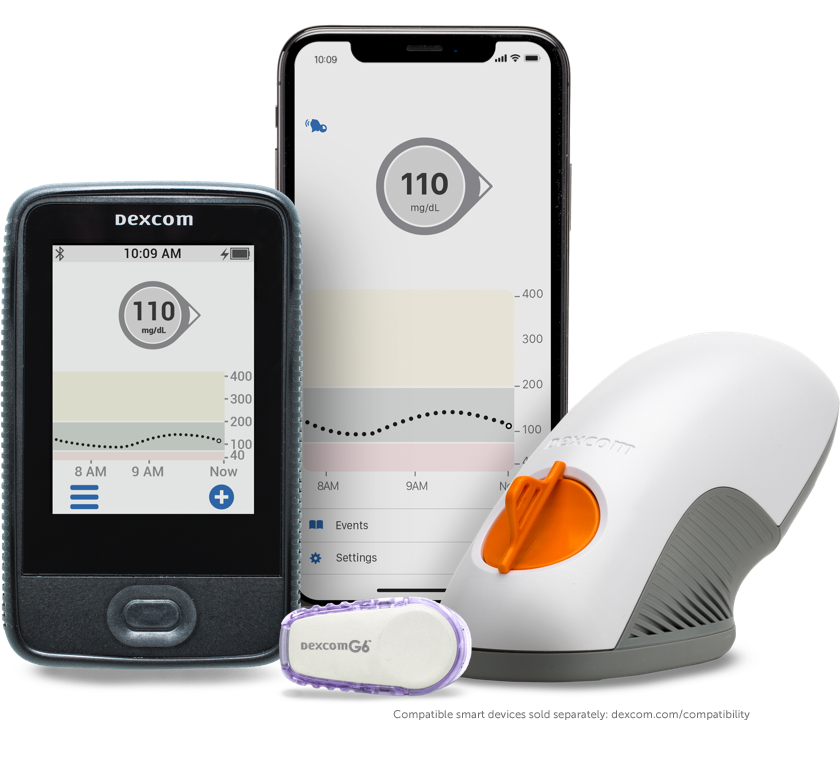 10:09
110
mg/dL
400
300
200
100
8AM
9AM
Events
Settings
DEXCOM
10:09 AM
110
mg/dL
400
300
200
100
40
8 AM
9 AM
Now
DEXCOM
DEXCOMG6
Compatible smart devices sold separately: dexcom.com/compatibility